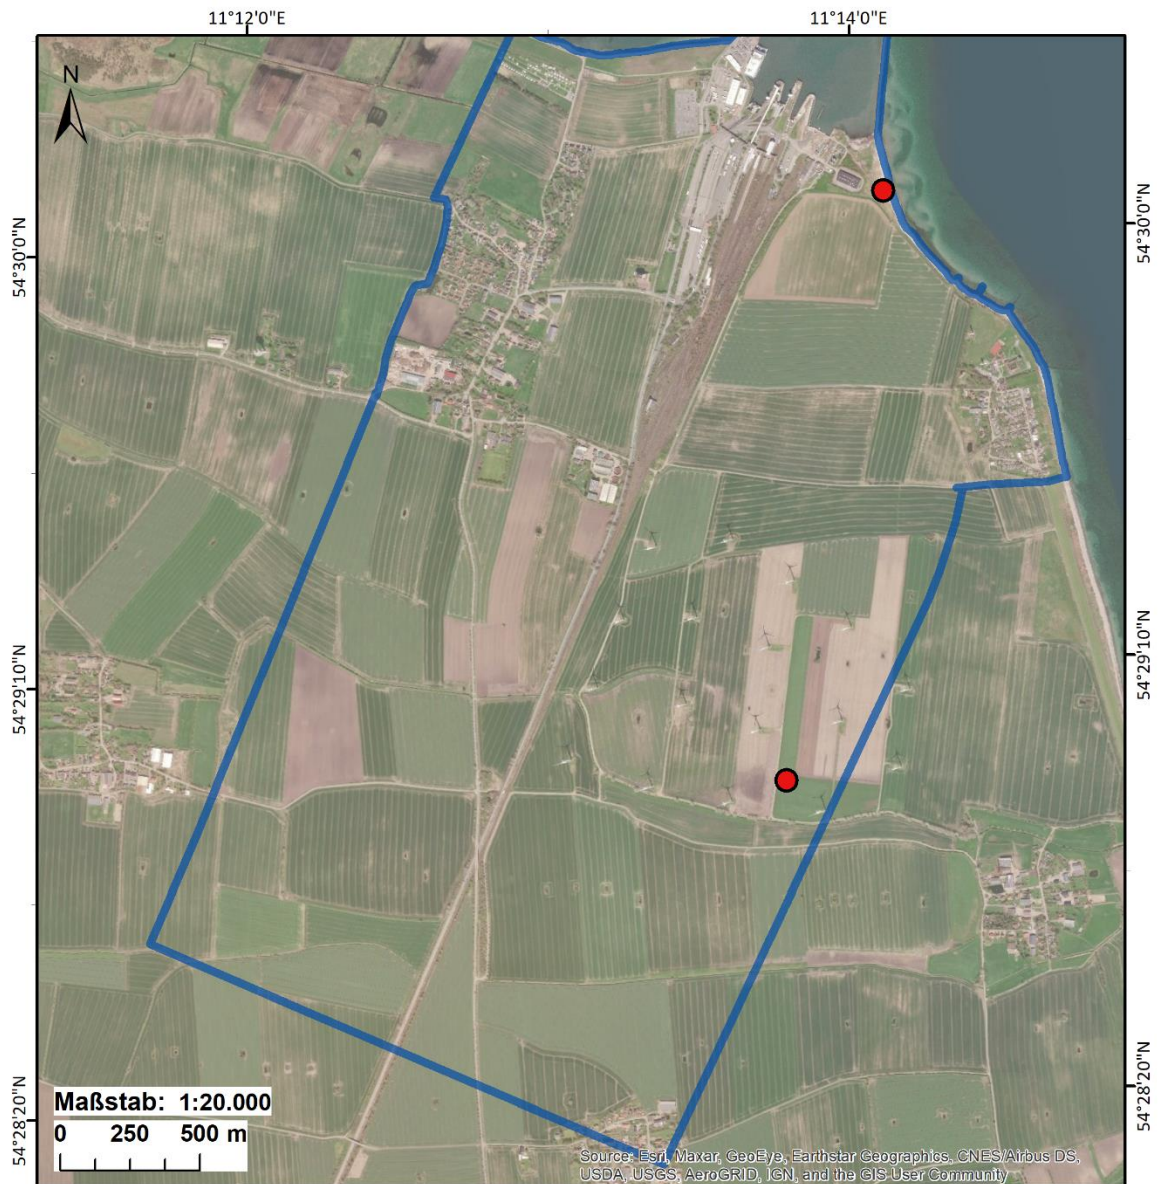 11°12'0"E
11°14'0"E
N
54°30'0"N
54°30'0"N
54°29'10"N
54°29'10"N
54°28'20"N
54°28'20"N
Maßstab: 1:20.000
0 250 500 m
Source: Esri, Maxar, GeoEye, Earthstar Geographics, CNES/Airbus DS,
USDA, USGS, AeroGRID, IGN, and the GIS User Community